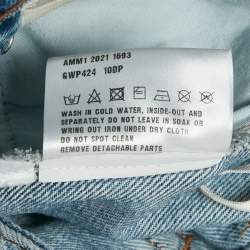 AMM1 2021 1693
GWP424 10DP
WASH IN COLD WATER, INSIDE-OUT AND
SEPARATELY DO NOT LEAVE TO SOAK OR
WRING OUT IRON UNDER DRY CLOTH
DO NOT SPOT CLEAN
REMOVE DETACHABLE PARTS